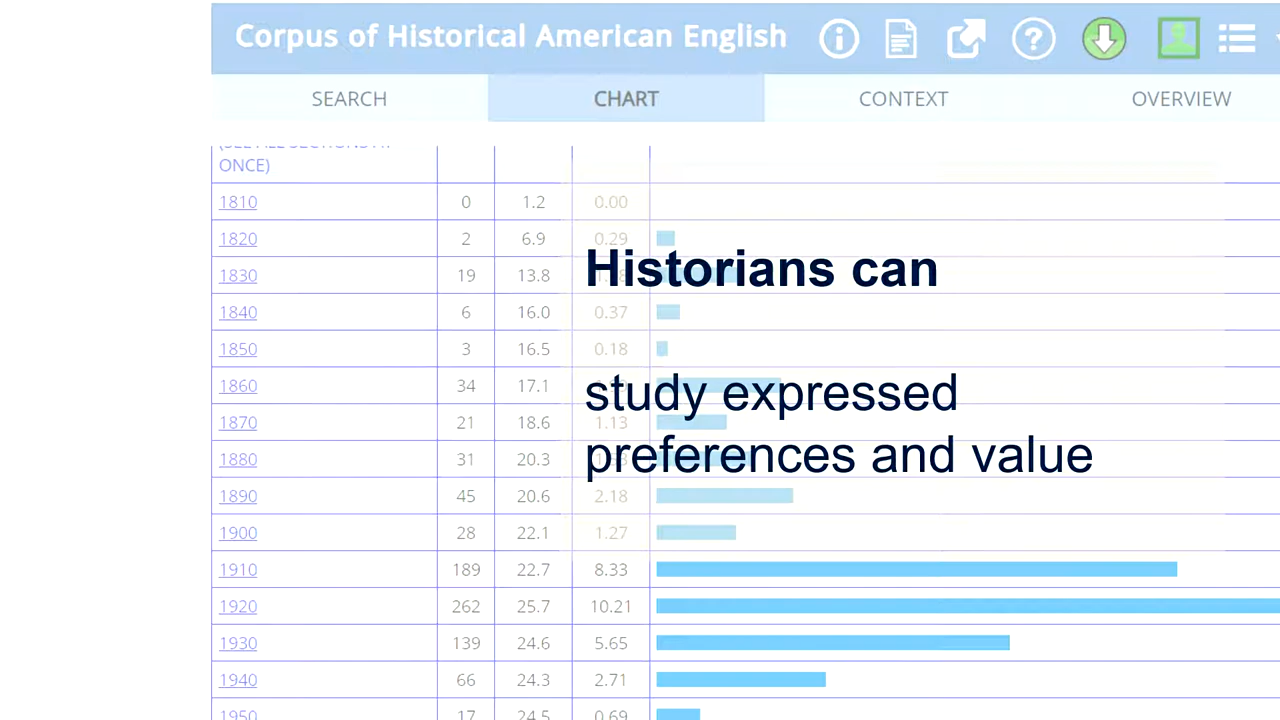 Corpus of Historical American English
SEARCH CHART CONTEXT OVERVIEW
ONCE)
1810 0 1.2 0.00
1820 2 6.9 0.29
Historians can
1830 19 13.8
1840 6 16.0 0.37
1850 3 16.5 0.18
1860 34 17.1
study expressed
1870 21 18.6 1.13
preferences and value
1880 31 20.3
1890 45 20.6 2.18
1900 28 22.1 1.27
1910 189 22.7 8.33
1920 262 25.7 10.21
1930 139 24.6 5.65
1940 66 24.3 2.71
1950 17 24.5 0.69